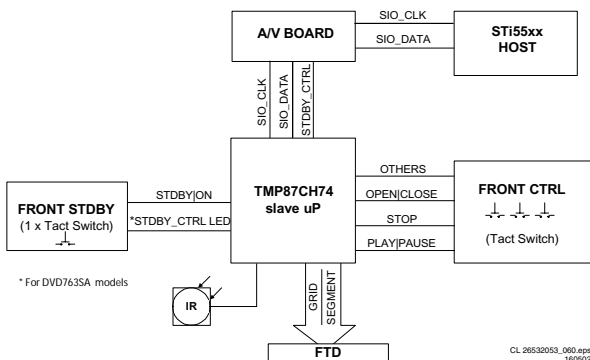 SIO_CLK
A/V BOARD
SIO_DATA
STi55xx
HOST
SIO_CLK
SIO_DATA
STDBY_CTRL
TMP87CH74
slave uP
OTHERS
OPEN|CLOSE
STOP
PLAY|PAUSE
FRONT CTRL
(Tact Switch)
FRONT STDBY
(1 x Tact Switch)
STDBY|ON
*STDBY_CTRL LED
* For DVD763SA models
IR
GRID
SEGMENT
FTD
CL 26532053_060.eps
160502